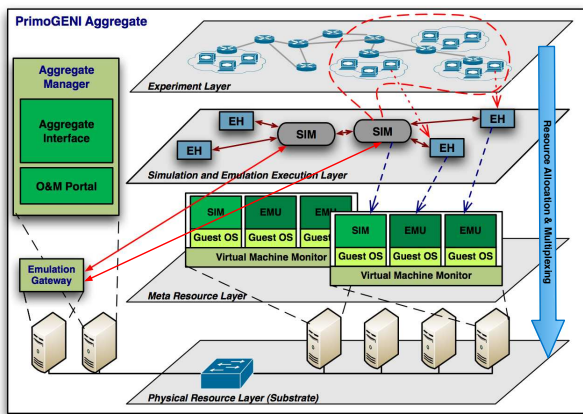 PrimoGENI Aggregate
Aggregate
Manager
Aggregate
Interface
O&M Portal
Experiment Layer
EH
EH
SIM
SIM
EH
EH
Simulation and Emulation Execution Layer
Resource Allocation & Multiplexing
SIM
EMU
EMU
Guest OS
Guest OS
Guest
Virtual Machine Monitor
SIM
EMU
EMU
Guest OS
Guest OS
Guest OS
Virtual Machine Monitor
Emulation
Gateway
Meta Resource Layer
Physical Resource Layer (Substrate)